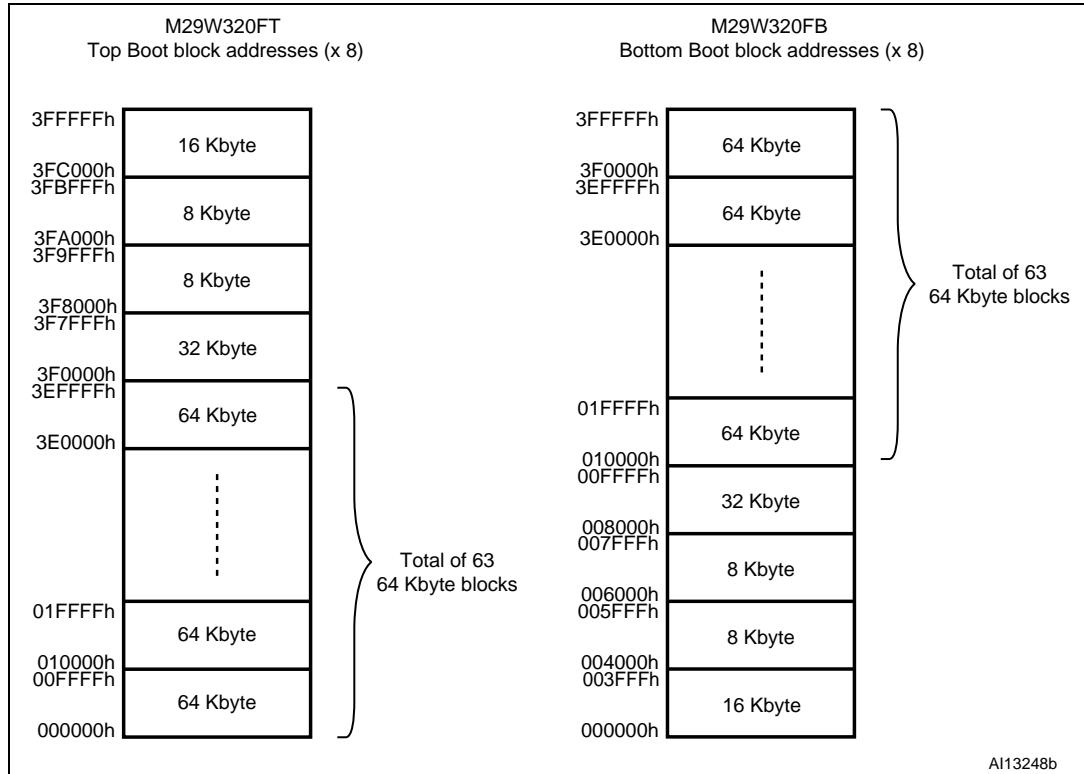 M29W320FT
Top Boot block addresses (x 8)
3FFFFFh
16 Kbyte
3FC000h
3FBFFFh
8 Kbyte
3FA000h
3F9FFFh
8 Kbyte
3F8000h
3F7FFFh
32 Kbyte
3F0000h
3EFFFFh
64 Kbyte
3E0000h
Total of 63
64 Kbyte blocks
01FFFFh
64 Kbyte
010000h
00FFFFh
64 Kbyte
000000h
M29W320FB
Bottom Boot block addresses (x 8)
3FFFFFh
64 Kbyte
3F0000h
3EFFFFh
64 Kbyte
3E0000h
Total of 63
64 Kbyte blocks
01FFFFh
64 Kbyte
010000h
00FFFFh
32 Kbyte
008000h
007FFFh
8 Kbyte
006000h
005FFFh
8 Kbyte
004000h
003FFFh
16 Kbyte
000000h
AI13248b